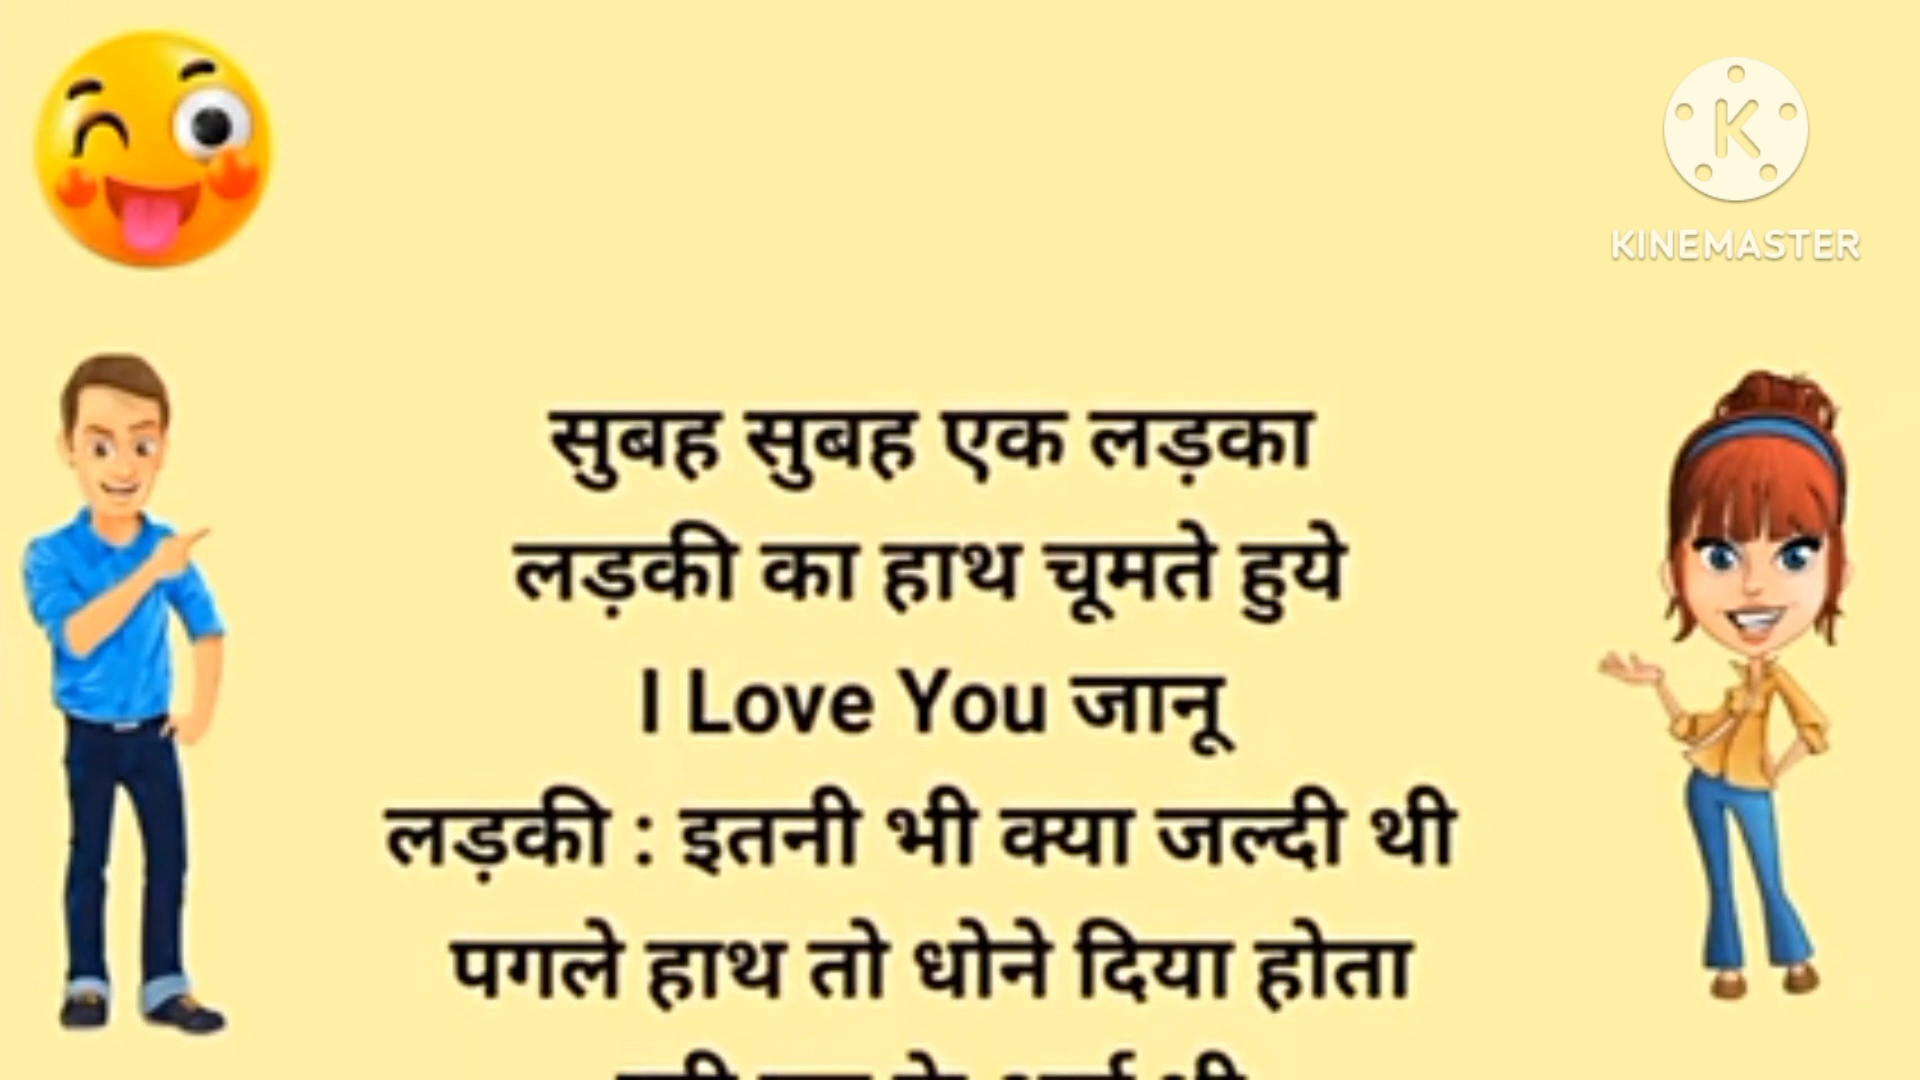 KINEMASTER
सुबह सुबह एक लड़का
लड़की का हाथ चूमते हुये
I Love You जानू
लड़की : इतनी भी क्या जल्दी थी
पगले हाथ तो धोने दिया होता